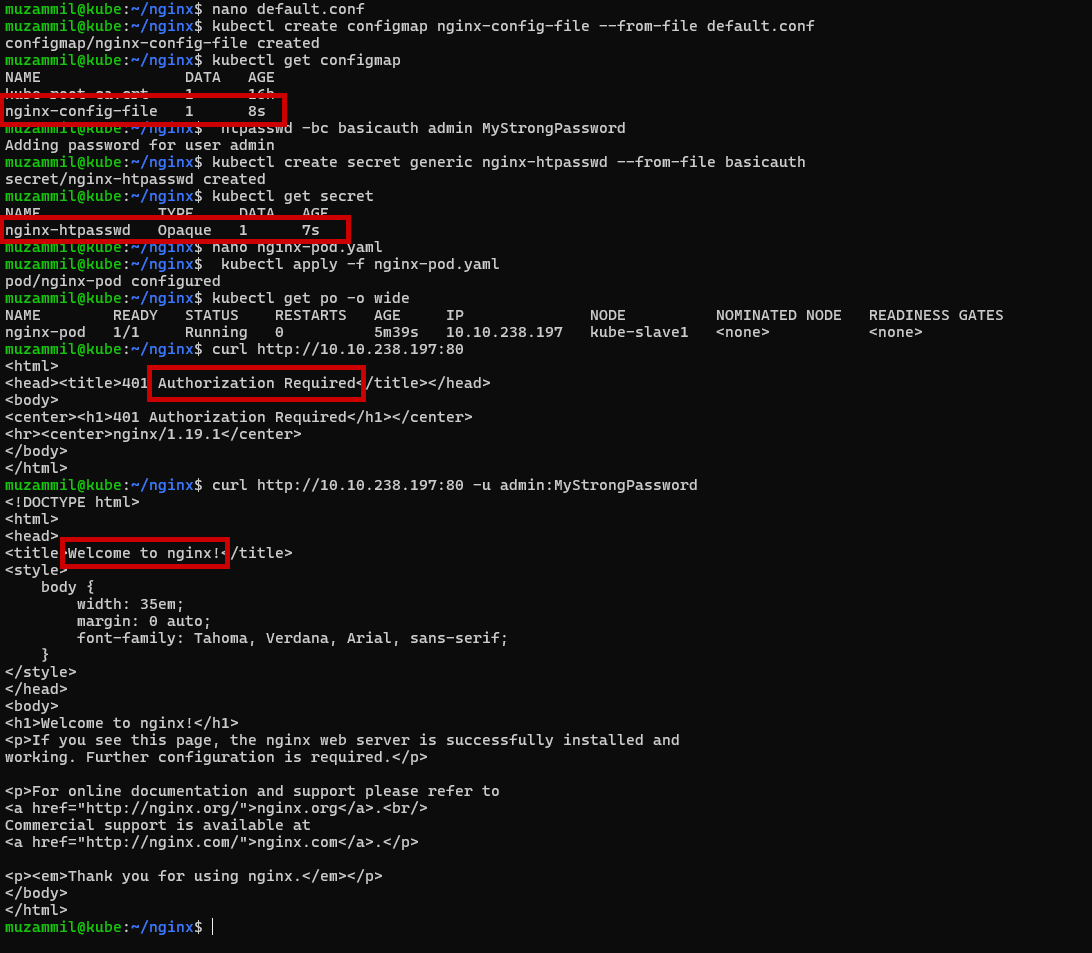 muzammil@kube:~/nginx$ nano default.conf
muzammil@kube:~/nginx$ kubectl create configmap nginx-config-file --from-file default.conf
configmap/nginx-config-file created
muzammil@kube:~/nginx$ kubectl get configmap
NAME                DATA   AGE
kube-root-ca.crt    1      16h
nginx-config-file   1      8s
muzammil@kube:~/nginx$  htpasswd -bc basicauth admin MyStrongPassword
Adding password for user admin
muzammil@kube:~/nginx$ kubectl create secret generic nginx-htpasswd --from-file basicauth
secret/nginx-htpasswd created
muzammil@kube:~/nginx$ kubectl get secret
NAME             TYPE     DATA   AGE
nginx-htpasswd   Opaque   1      7s
muzammil@kube:~/nginx$ nano nginx-pod.yaml
muzammil@kube:~/nginx$  kubectl apply -f nginx-pod.yaml
pod/nginx-pod configured
muzammil@kube:~/nginx$ kubectl get po -o wide
NAME        READY   STATUS    RESTARTS   AGE     IP              NODE          NOMINATED NODE   READINESS GATES
nginx-pod   1/1     Running   0          5m39s   10.10.238.197   kube-slave1   <none>           <none>
muzammil@kube:~/nginx$ curl http://10.10.238.197:80
<html>
<head><title>401 Authorization Required</title></head>
<body>
<center><h1>401 Authorization Required</h1></center>
<hr><center>nginx/1.19.1</center>
</body>
</html>
muzammil@kube:~/nginx$ curl http://10.10.238.197:80 -u admin:MyStrongPassword
<!DOCTYPE html>
<html>
<head>
<title>Welcome to nginx!</title>
<style>
    body {
        width: 35em;
        margin: 0 auto;
        font-family: Tahoma, Verdana, Arial, sans-serif;
    }
</style>
</head>
<body>
<h1>Welcome to nginx!</h1>
<p>If you see this page, the nginx web server is successfully installed and
working. Further configuration is required.</p>

<p>For online documentation and support please refer to
<a href="http://nginx.org/">nginx.org</a>.<br/>
Commercial support is available at
<a href="http://nginx.com/">nginx.com</a>.</p>

<p><em>Thank you for using nginx.</em></p>
</body>
</html>
muzammil@kube:~/nginx$